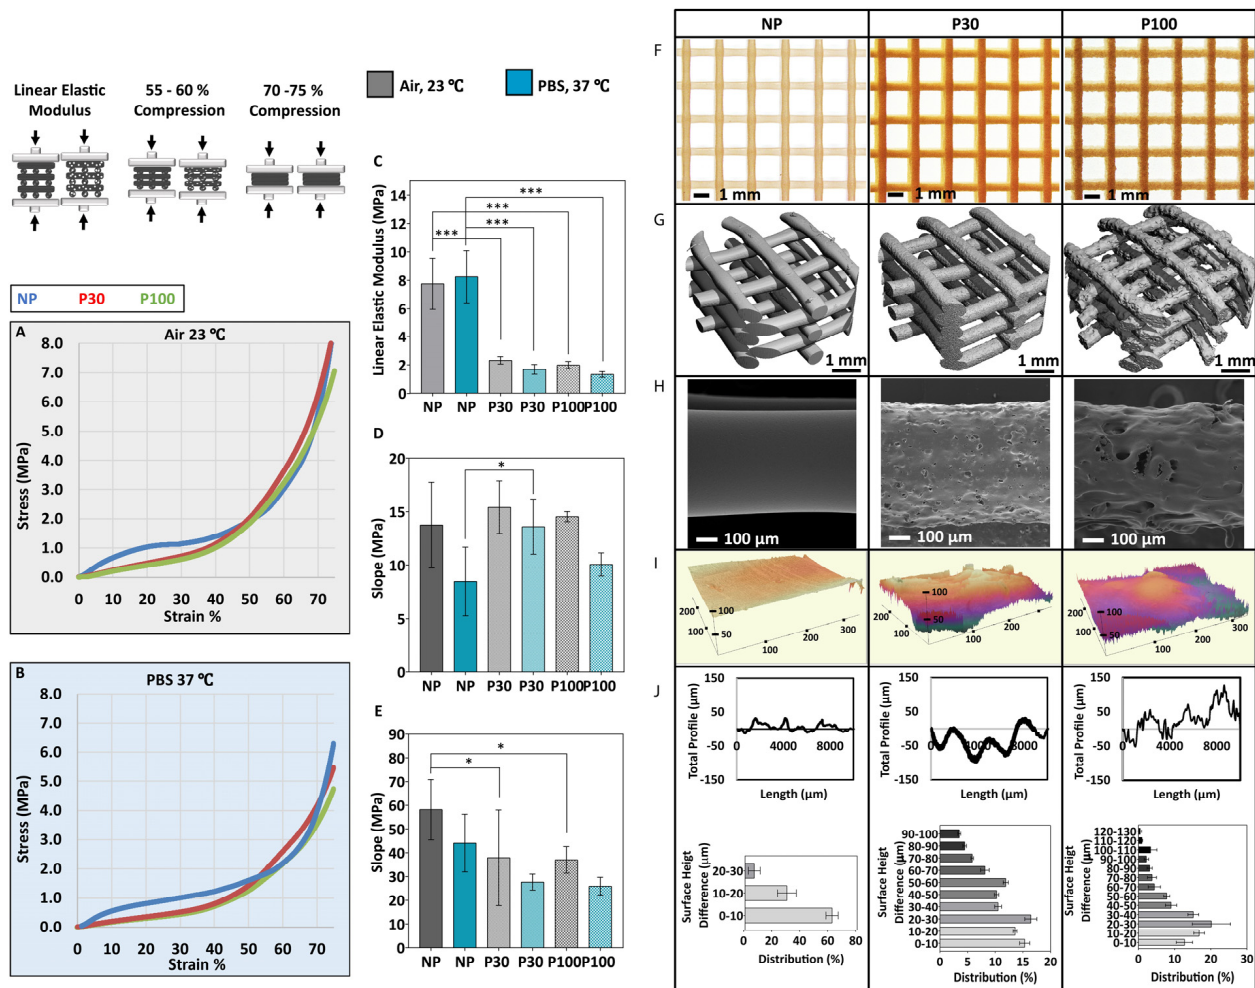 Linear Elastic
Modulus
55 - 60 %
Compression
70 -75 %
Compression
Air, 23 ℃
PBS, 37 ℃
NP P30 P100
A
Air 23 ℃
Stress (MPa)
8.0
7.0
6.0
5.0
4.0
3.0
2.0
1.0
0.0
0 10 20 30 40 50 60 70
Strain %
B
PBS 37 ℃
Stress (MPa)
8.0
7.0
6.0
5.0
4.0
3.0
2.0
1.0
0.0
0 10 20 30 40 50 60 70
Strain %
C
Linear Elastic Modulus (MPa)
14
12
10
8
6
4
2
0
***
***
***
***
NP NP P30 P30 P100 P100
D
Slope (MPa)
20
15
10
5
0
*
NP NP P30 P30 P100 P100
E
Slope (MPa)
90
80
70
60
50
40
30
20
10
0
*
*
NP NP P30 P30 P100 P100
NP P30 P100
F
1 mm 1 mm 1 mm
G
1 mm 1 mm 1 mm
H
100 µm 100 µm 100 µm
I
200 100 100 50 100 200 300
200 100 100 50 100 200
200 100 100 50 100 200 300
J
Total Profile (µm)
150
50
-50
-150
0 4000 8000
Length (µm)
Total Profile (µm)
150
50
-50
-150
0 8000
Length (µm)
Total Profile (µm)
150
50
-50
-150
0 4000 8000
Length (µm)
Surface Heigt
Difference (µm)
20-30
10-20
0-10
0 20 40 60 80
Distribution (%)
Surface Heigt
Difference (µm)
90-100
80-90
70-80
60-70
50-60
40-50
30-40
20-30
10-20
0-10
0 5 10 15 20
Distribution (%)
Surface Heigt
Difference (µm)
120-130
110-120
100-110
90-100
80-90
70-80
60-70
50-60
40-50
30-40
20-30
10-20
0-10
0 10 20 30
Distribution (%)